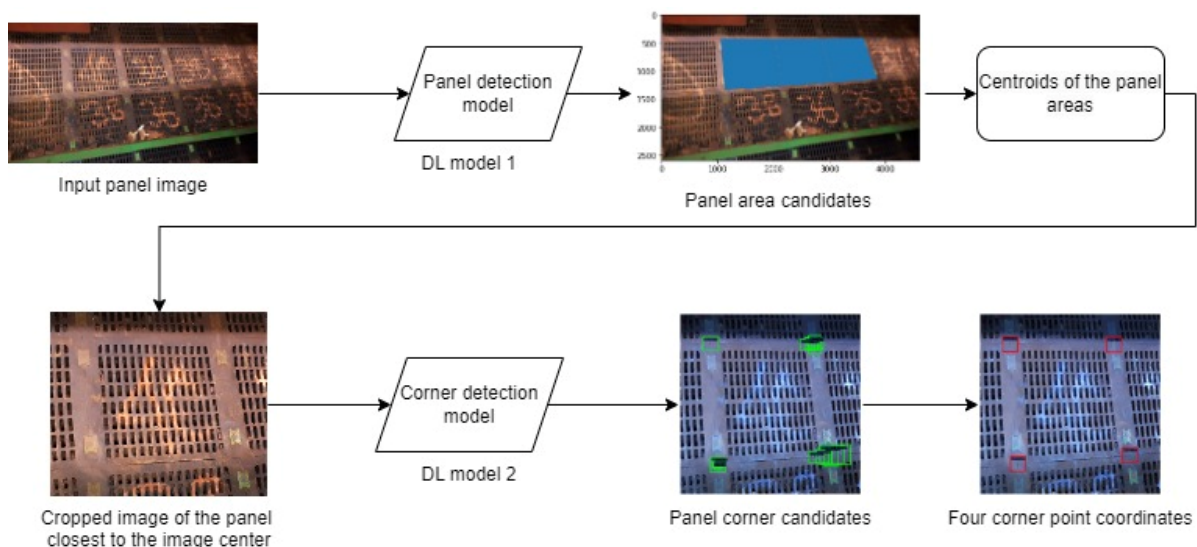 Panel detection
model
DL model 1
Centroids of the panel
areas
0
500
1000
1500
2000
2500
0
1000
2000
3000
4000
Input panel image
Panel area candidates
Corner detection
model
DL model 2
Cropped image of the panel
closest to the image center
Panel corner candidates
Four corner point coordinates